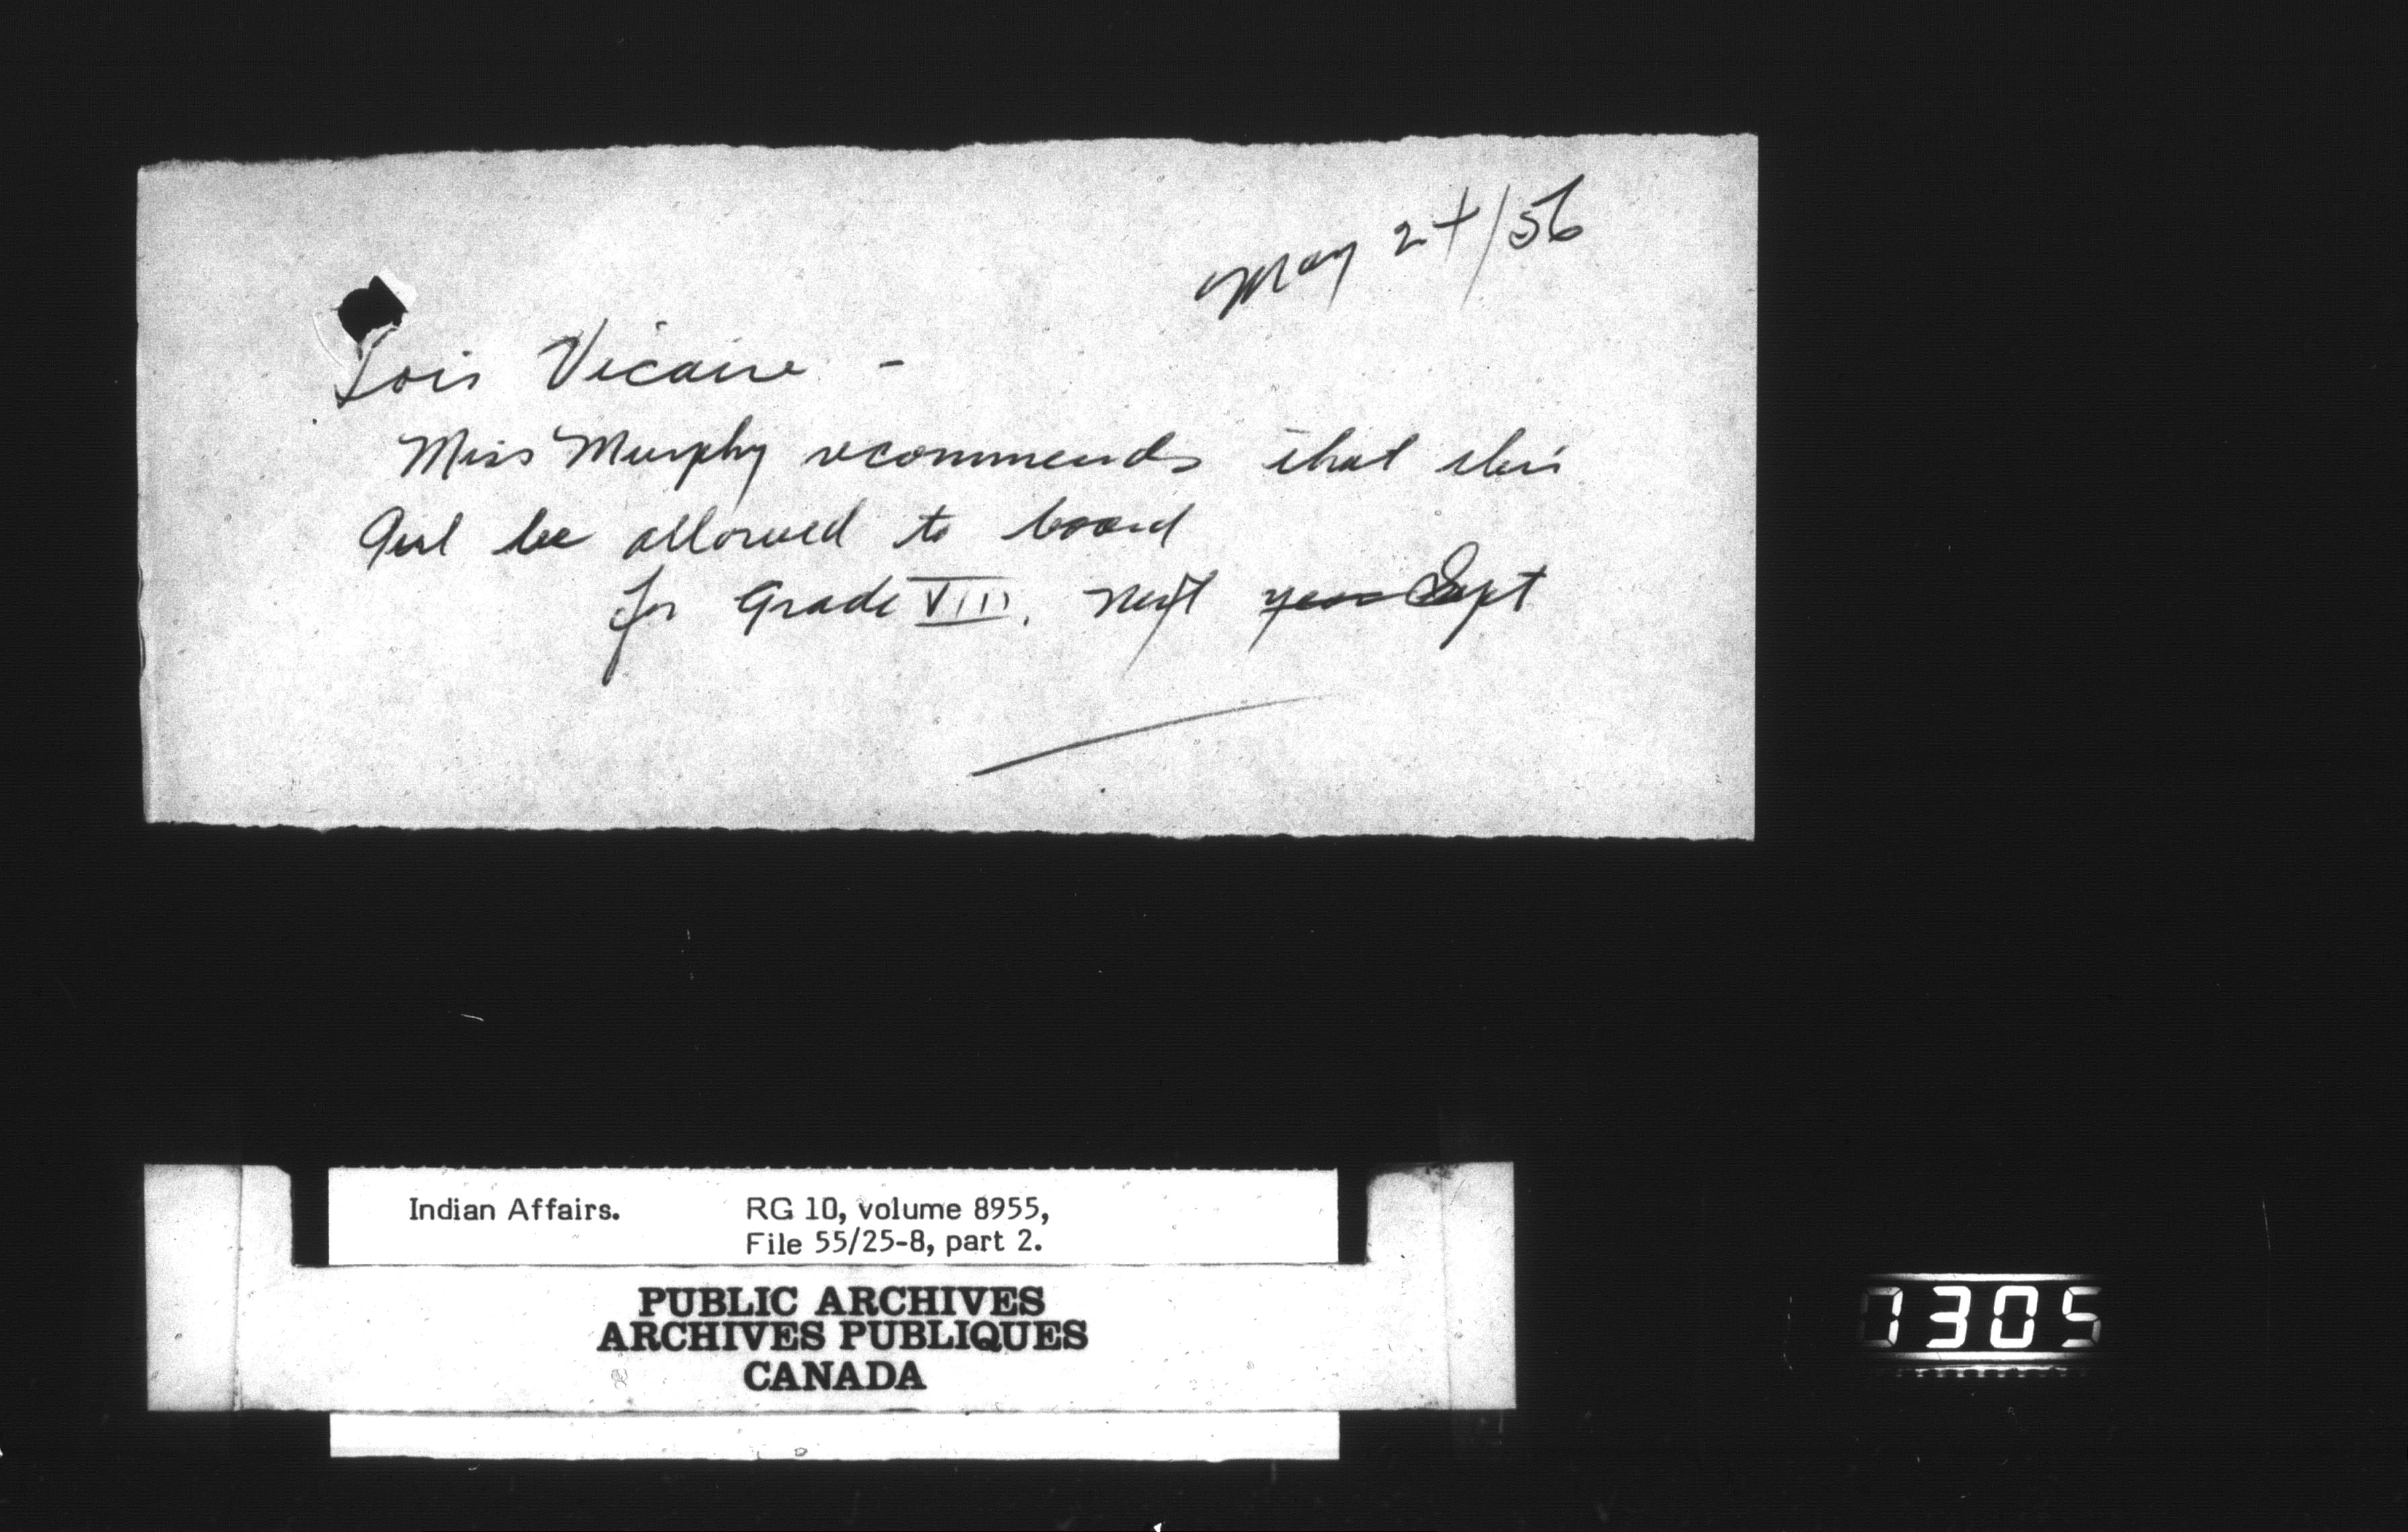 May 24/56
Lois Vicaire -
Miss Murphy recommends that this
Girl be allowed to board
for Grade VIII. next year Sept
Indian Affairs. RG 10, volume 8955,
File 55/25-8, part 2.
PUBLIC ARCHIVES
ARCHIVES PUBLIQUES
CANADA
7305